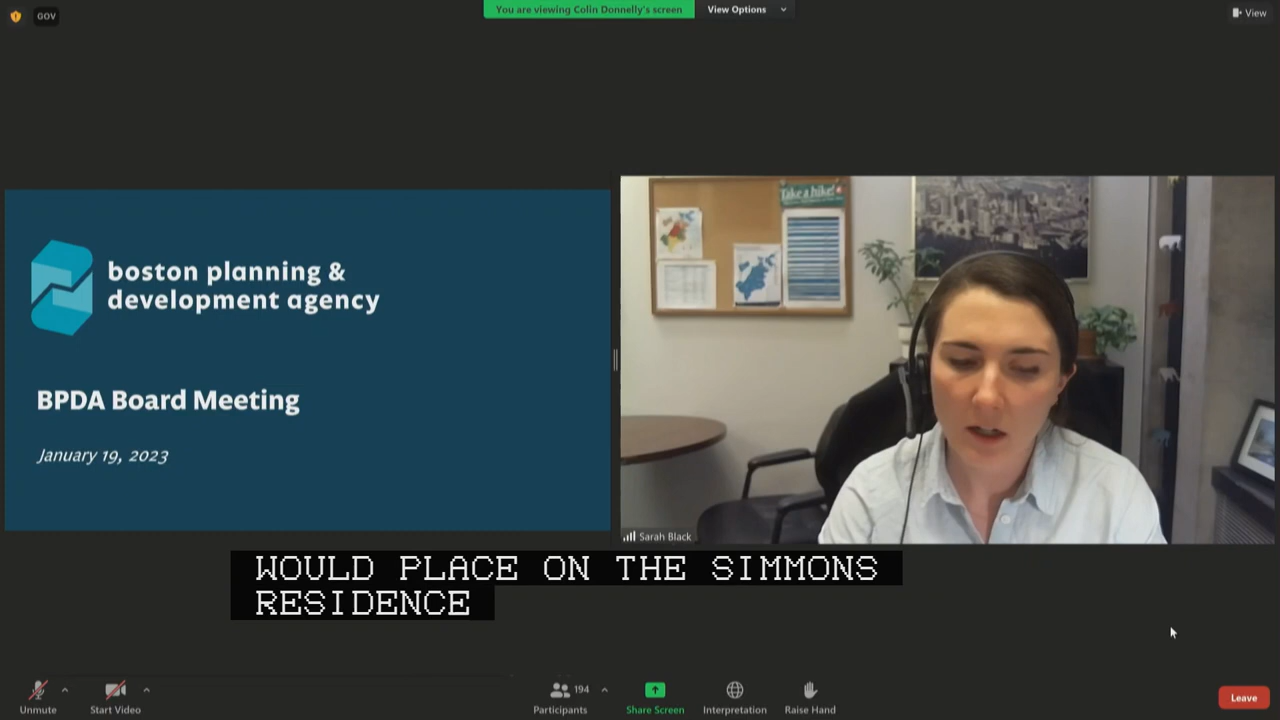 GOV
You are viewing Colin Donnelly's screen
View Options
View
boston planning &
development agency
BPDA Board Meeting
January 19, 2023
Take a hike!
Sarah Black
WOULD PLACE ON THE SIMMONS
RESIDENCE
Unmute
Start Video
194
Participants
Share Screen
Interpretation
Raise Hand
Leave